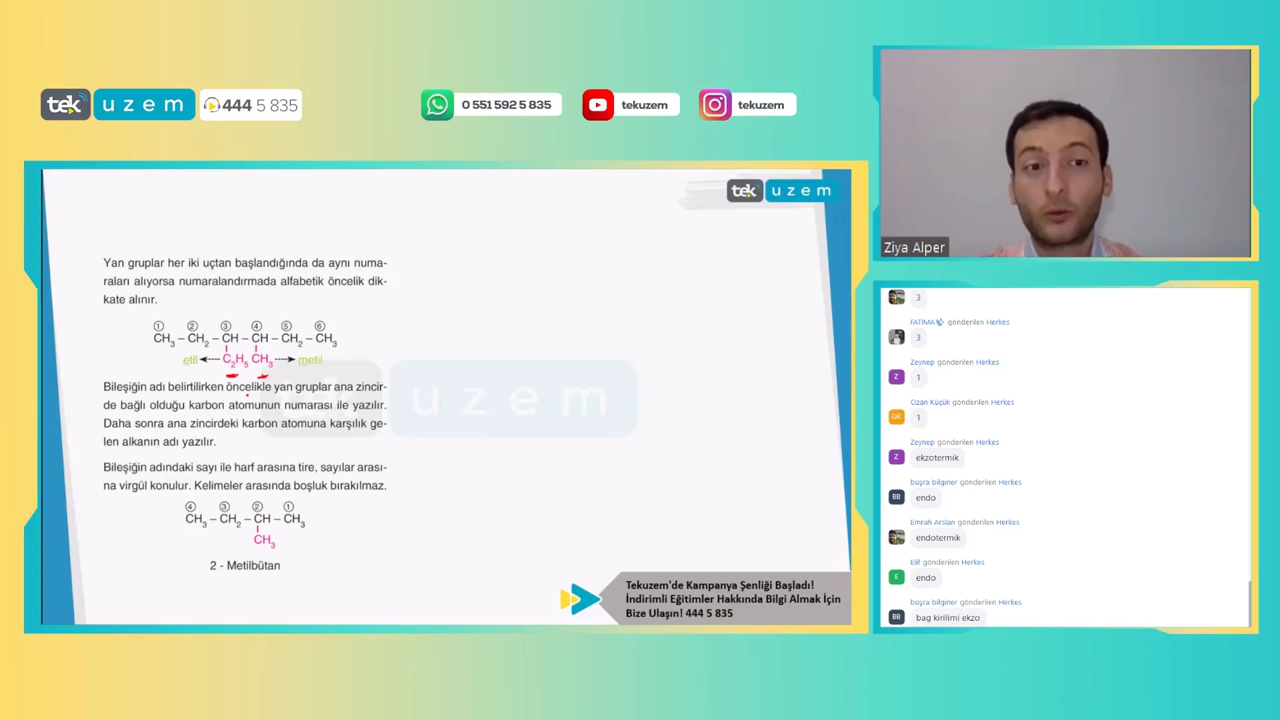 tek uzem 444 5 835
0 551 592 5 835
tekuzem
tekuzem
tek uzem
Yan gruplar her iki uçtan başlandığında da aynı numa-
raları alıyorsa numaralandırmada alfabetik öncelik dik-
kate alınır.
① ② ③ ④ ⑤ ⑥
CH₃ – CH₂ – CH – CH – CH₂ – CH₃
etil C₂H₅ CH₃ metil
Bileşiğin adı belirtilirken öncelikle yan gruplar ana zincir-
de bağlı olduğu karbon atomunun numarası ile yazılır.
Daha sonra ana zincirdeki karbon atomuna karşılık ge-
len alkanın adı yazılır.
Bileşiğin adındaki sayı ile harf arasına tire, sayılar arası-
na virgül konulur. Kelimeler arasında boşluk bırakılmaz.
④ ③ ② ①
CH₃ – CH₂ – CH – CH₃
CH₃
2 - Metilbütan
tek uzem
Tekuzem'de Kampanya Şenliği Başladı!
İndirimli Eğitimler Hakkında Bilgi Almak İçin
Bize Ulaşın! 444 5 835
Ziya Alper
3
FATİMA gönderilen Herkes
3
Zeynep gönderilen Herkes
Z 1
Ozan Küçük gönderilen Herkes
OK 1
Zeynep gönderilen Herkes
Z ekzotermik
büşra bilginer gönderilen Herkes
BB endo
Emrah Arslan gönderilen Herkes
endotermik
Elif gönderilen Herkes
E endo
büşra bilginer gönderilen Herkes
BB bag kirilimi ekzo